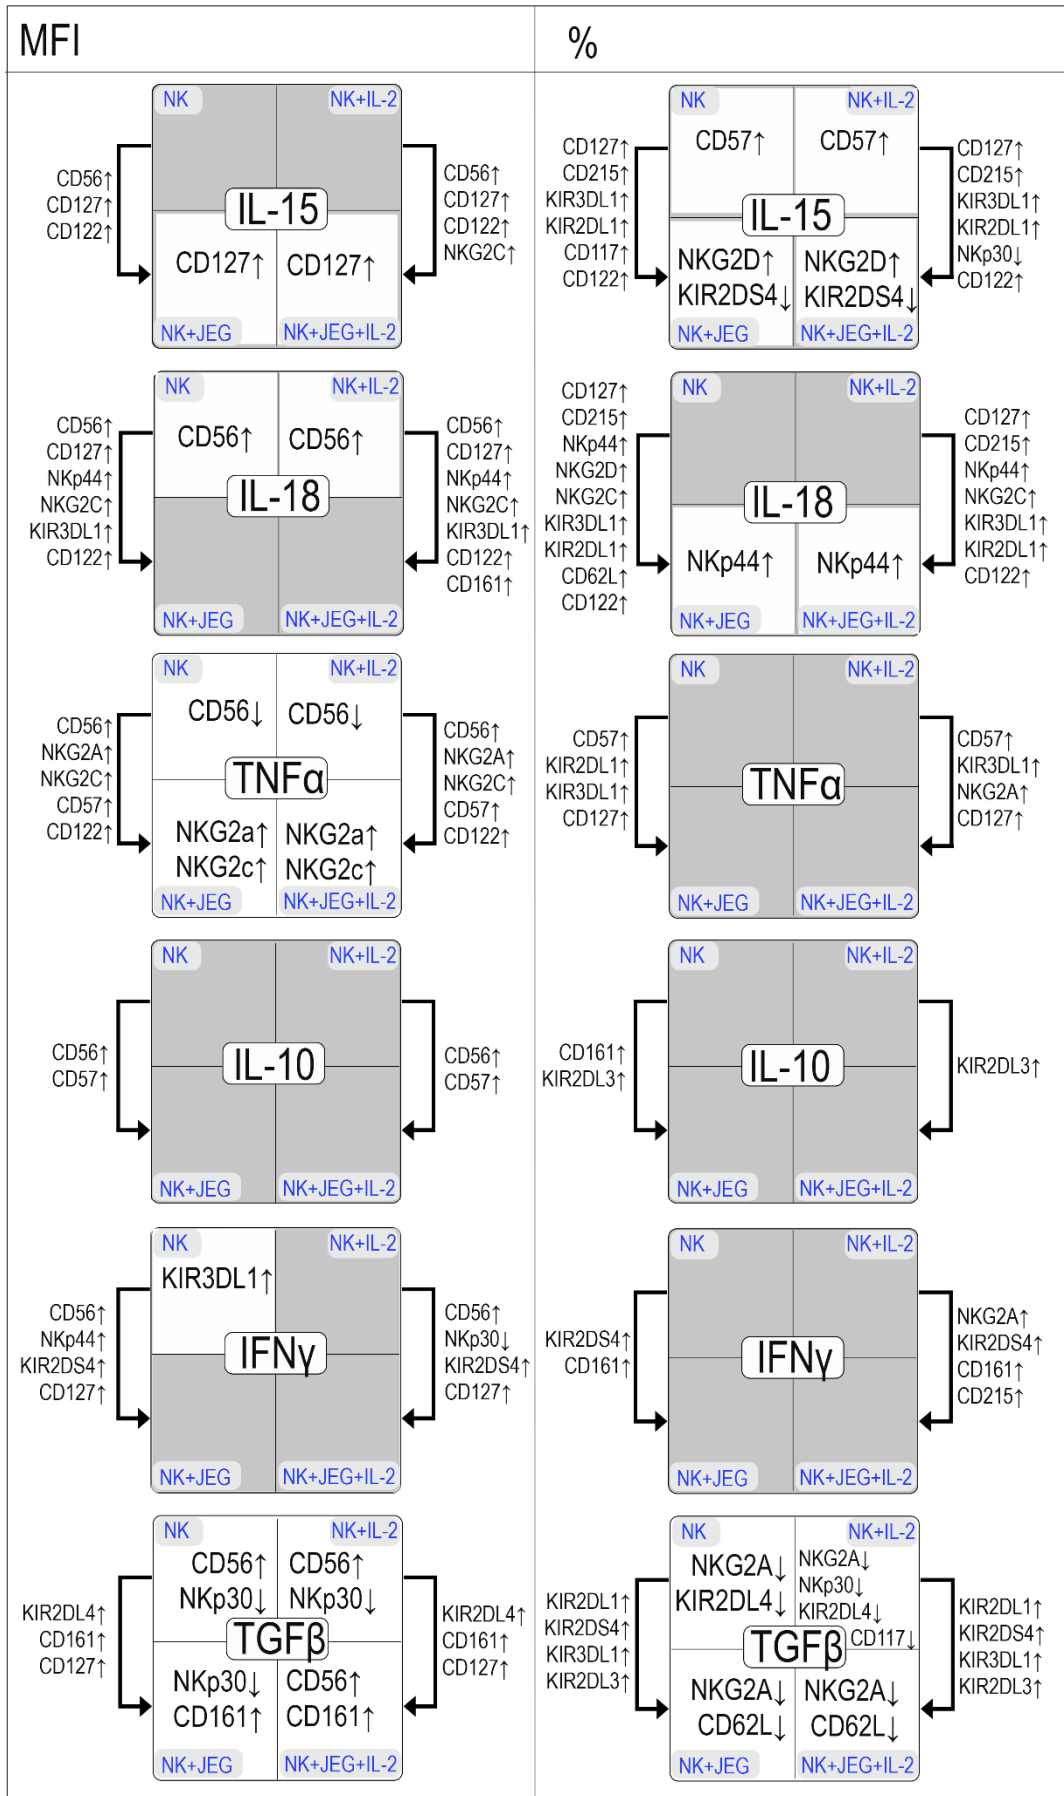 MFI
%
NK
NK+IL-2
CD56↑
CD127↑
CD122↑
CD56↑
CD127↑
CD122↑
NKG2C↑
IL-15
CD127↑
CD127↑
NK+JEG
NK+JEG+IL-2
NK
NK+IL-2
CD57↑
CD57↑
CD127↑
CD215↑
KIR3DL1↑
KIR2DL1↑
CD117↑
CD122↑
CD127↑
CD215↑
KIR3DL1↑
KIR2DL1↑
NKp30↓
CD122↑
IL-15
NKG2D↑
KIR2DS4↓
NKG2D↑
KIR2DS4↓
NK+JEG
NK+JEG+IL-2
NK
NK+IL-2
CD56↑
CD56↑
CD56↑
CD127↑
NKp44↑
NKG2C↑
KIR3DL1↑
CD122↑
CD56↑
CD127↑
NKp44↑
NKG2C↑
KIR3DL1↑
CD122↑
CD161↑
IL-18
NK+JEG
NK+JEG+IL-2
NK
NK+IL-2
CD127↑
CD215↑
NKp44↑
NKG2D↑
NKG2C↑
KIR3DL1↑
KIR2DL1↑
CD62L↑
CD122↑
CD127↑
CD215↑
NKp44↑
NKG2C↑
KIR3DL1↑
KIR2DL1↑
CD122↑
IL-18
NKp44↑
NKp44↑
NK+JEG
NK+JEG+IL-2
NK
NK+IL-2
CD56↓
CD56↓
CD56↑
NKG2A↑
NKG2C↑
CD57↑
CD122↑
CD56↑
NKG2A↑
NKG2C↑
CD57↑
CD122↑
TNFα
NKG2a↑
NKG2c↑
NKG2a↑
NKG2c↑
NK+JEG
NK+JEG+IL-2
NK
NK+IL-2
CD57↑
KIR2DL1↑
KIR3DL1↑
CD127↑
CD57↑
KIR3DL1↑
NKG2A↑
CD127↑
TNFα
NK+JEG
NK+JEG+IL-2
NK
NK+IL-2
CD56↑
CD57↑
CD56↑
CD57↑
IL-10
NK+JEG
NK+JEG+IL-2
NK
NK+IL-2
CD161↑
KIR2DL3↑
KIR2DL3↑
IL-10
NK+JEG
NK+JEG+IL-2
NK
NK+IL-2
KIR3DL1↑
CD56↑
NKp44↑
KIR2DS4↑
CD127↑
CD56↑
NKp30↓
KIR2DS4↑
CD127↑
IFNγ
NK+JEG
NK+JEG+IL-2
NK
NK+IL-2
KIR2DS4↑
CD161↑
NKG2A↑
KIR2DS4↑
CD161↑
CD215↑
IFNγ
NK+JEG
NK+JEG+IL-2
NK
NK+IL-2
CD56↑
NKp30↓
CD56↑
NKp30↓
KIR2DL4↑
CD161↑
CD127↑
KIR2DL4↑
CD161↑
CD127↑
TGFβ
NKp30↓
CD161↑
CD56↑
CD161↑
NK+JEG
NK+JEG+IL-2
NK
NK+IL-2
NKG2A↓
KIR2DL4↓
NKG2A↓
NKp30↓
KIR2DL4↓
CD117↓
KIR2DL1↑
KIR2DS4↑
KIR3DL1↑
KIR2DL3↑
KIR2DL1↑
KIR2DS4↑
KIR3DL1↑
KIR2DL3↑
TGFβ
NKG2A↓
CD62L↓
NKG2A↓
CD62L↓
NK+JEG
NK+JEG+IL-2